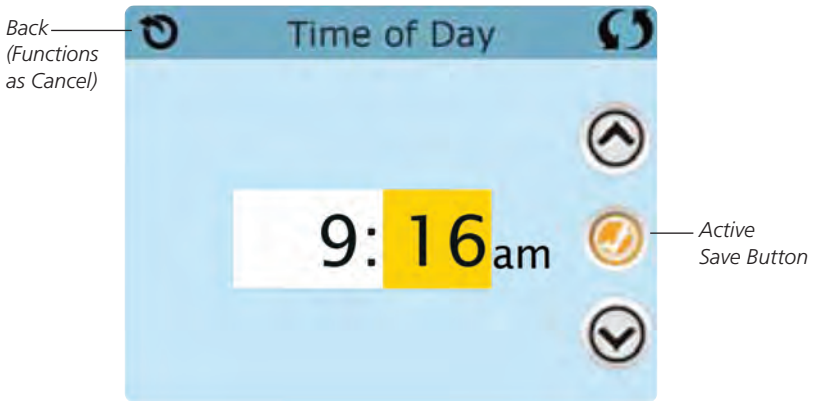 Back
(Functions
as Cancel)
Time of Day
9:16am
Active
Save Button